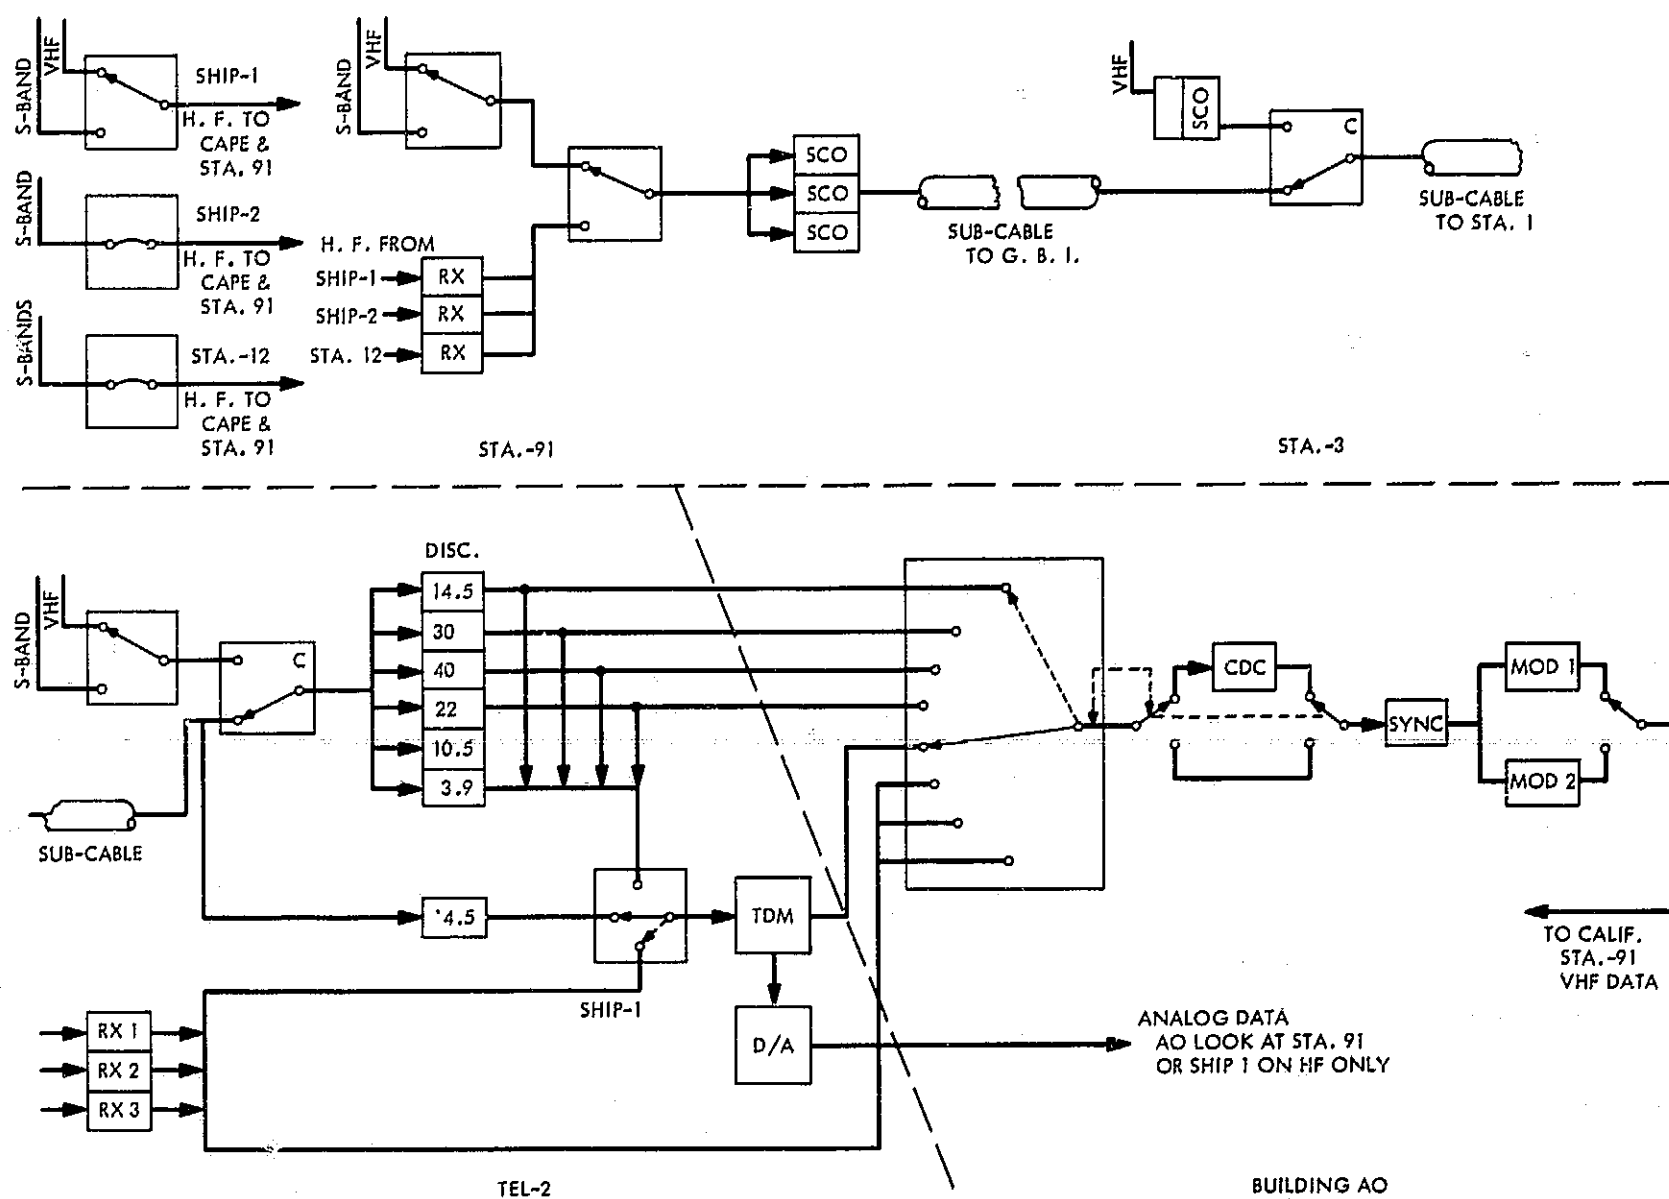 S-BAND
VHF
SHIP-1
H. F. TO
CAPE &
STA. 91
S-BAND
SHIP-2
H. F. TO
CAPE &
STA. 91
S-BANDS
STA.-12
H. F. TO
CAPE &
STA. 91
S-BAND
VHF
H. F. FROM
SHIP-1
RX
SHIP-2
RX
STA. 12
RX
SCO
SCO
SCO
SUB-CABLE
TO G. B. I.
VHF
SCO
C
SUB-CABLE
TO STA. 1
STA.-91
STA.-3
S-BAND
VHF
C
SUB-CABLE
DISC.
14.5
30
40
22
10.5
3.9
'4.5
SHIP-1
TDM
D/A
RX 1
RX 2
RX 3
CDC
SYNC
MOD 1
MOD 2
TO CALIF.
STA.-91
VHF DATA
ANALOG DATA
AO LOOK AT STA. 91
OR SHIP 1 ON HF ONLY
TEL-2
BUILDING AO